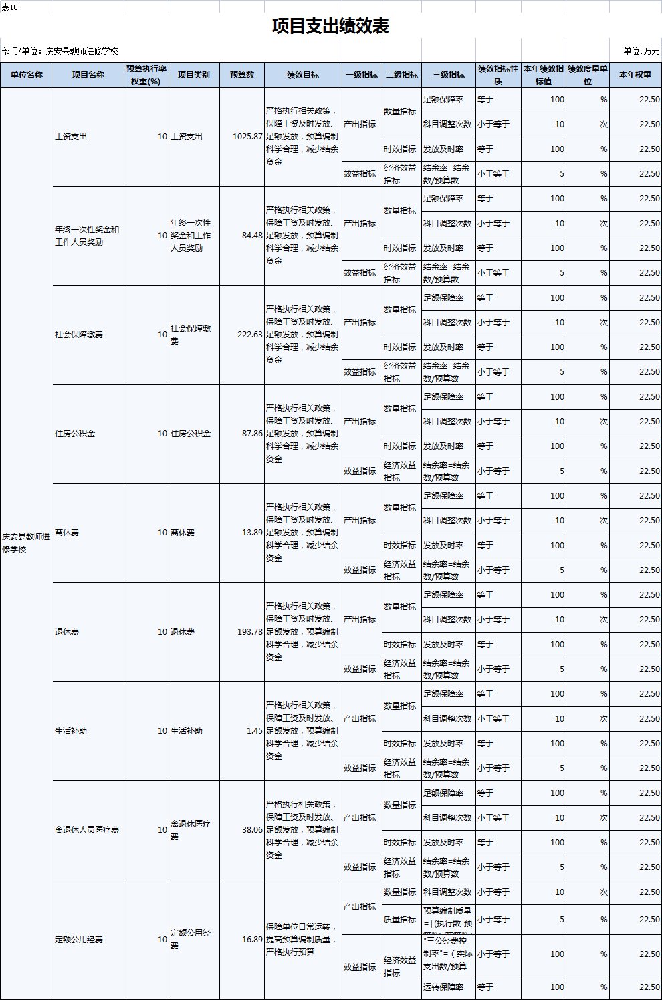 表10
项目支出绩效表
部门/单位：庆安县教师进修学校 单位:万元
单位名称 项目名称 预算执行率权重(%) 项目类别 预算数 绩效目标 一级指标 二级指标 三级指标 绩效指标性质 本年绩效指标值 绩效度量单位 本年权重
庆安县教师进修学校
工资支出 10 工资支出 1025.87 严格执行相关政策，保障工资及时发放、足额发放，预算编制科学合理，减少结余资金
产出指标 数量指标 足额保障率 等于 100 % 22.50
科目调整次数 小于等于 10 次 22.50
时效指标 发放及时率 等于 100 % 22.50
效益指标 经济效益指标 结余率=结余数/预算数 小于等于 5 % 22.50
年终一次性奖金和工作人员奖励 10 年终一次性奖金和工作人员奖励 84.48 严格执行相关政策，保障工资及时发放、足额发放，预算编制科学合理，减少结余资金
产出指标 数量指标 足额保障率 等于 100 % 22.50
科目调整次数 小于等于 10 次 22.50
时效指标 发放及时率 等于 100 % 22.50
效益指标 经济效益指标 结余率=结余数/预算数 小于等于 5 % 22.50
社会保障缴费 10 社会保障缴费 222.63 严格执行相关政策，保障工资及时发放、足额发放，预算编制科学合理，减少结余资金
产出指标 数量指标 足额保障率 等于 100 % 22.50
科目调整次数 小于等于 10 次 22.50
时效指标 发放及时率 等于 100 % 22.50
效益指标 经济效益指标 结余率=结余数/预算数 小于等于 5 % 22.50
住房公积金 10 住房公积金 87.86 严格执行相关政策，保障工资及时发放、足额发放，预算编制科学合理，减少结余资金
产出指标 数量指标 足额保障率 等于 100 % 22.50
科目调整次数 小于等于 10 次 22.50
时效指标 发放及时率 等于 100 % 22.50
效益指标 经济效益指标 结余率=结余数/预算数 小于等于 5 % 22.50
离休费 10 离休费 13.89 严格执行相关政策，保障工资及时发放、足额发放，预算编制科学合理，减少结余资金
产出指标 数量指标 足额保障率 等于 100 % 22.50
科目调整次数 小于等于 10 次 22.50
时效指标 发放及时率 等于 100 % 22.50
效益指标 经济效益指标 结余率=结余数/预算数 小于等于 5 % 22.50
退休费 10 退休费 193.78 严格执行相关政策，保障工资及时发放、足额发放，预算编制科学合理，减少结余资金
产出指标 数量指标 足额保障率 等于 100 % 22.50
科目调整次数 小于等于 10 次 22.50
时效指标 发放及时率 等于 100 % 22.50
效益指标 经济效益指标 结余率=结余数/预算数 小于等于 5 % 22.50
生活补助 10 生活补助 1.45 严格执行相关政策，保障工资及时发放、足额发放，预算编制科学合理，减少结余资金
产出指标 数量指标 足额保障率 等于 100 % 22.50
科目调整次数 小于等于 10 次 22.50
时效指标 发放及时率 等于 100 % 22.50
效益指标 经济效益指标 结余率=结余数/预算数 小于等于 5 % 22.50
离退休人员医疗费 10 离退休医疗费 38.06 严格执行相关政策，保障工资及时发放、足额发放，预算编制科学合理，减少结余资金
产出指标 数量指标 足额保障率 等于 100 % 22.50
科目调整次数 小于等于 10 次 22.50
时效指标 发放及时率 等于 100 % 22.50
效益指标 经济效益指标 结余率=结余数/预算数 小于等于 5 % 22.50
定额公用经费 10 定额公用经费 16.89 保障单位日常运转，提高预算编制质量，严格执行预算
产出指标 数量指标 科目调整次数 小于等于 10 次 22.50
质量指标 预算编制质量=|(执行数-预 小于等于 5 % 22.50
效益指标 经济效益指标 "三公经费控制率"=（实际支出数/预算 小于等于 100 % 22.50
运转保障率 等于 100 % 22.50